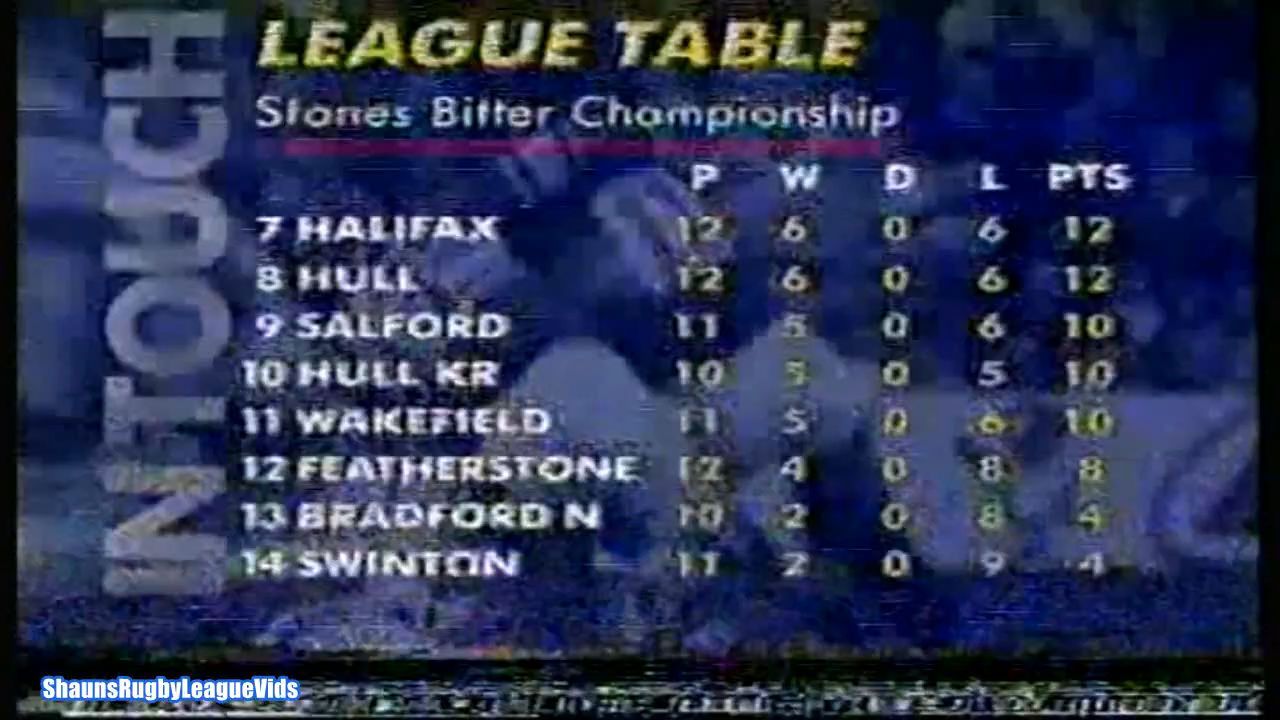 INTOUCH
LEAGUE TABLE
Stones Bitter Championship
P W D L PTS
7 HALIFAX 12 6 0 6 12
8 HULL 12 6 0 6 12
9 SALFORD 11 5 0 6 10
10 HULL KR 10 5 0 5 10
11 WAKEFIELD 11 5 0 6 10
12 FEATHERSTONE 12 4 0 8 8
13 BRADFORD N 10 2 0 8 4
14 SWINTON 11 2 0 9 4
ShaunsRugbyLeagueVids